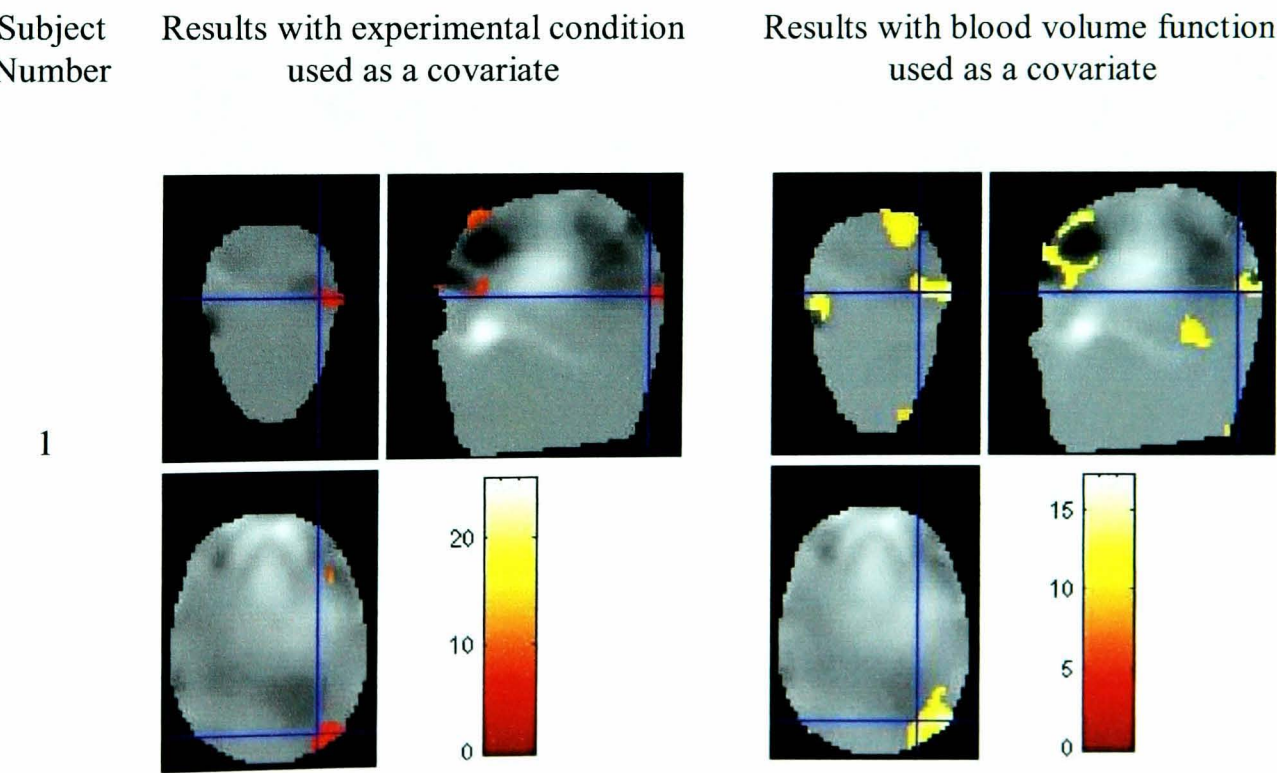 Subject
Number
Results with experimental condition
used as a covariate
Results with blood volume function
used as a covariate
1
20
10
0
15
10
5
0